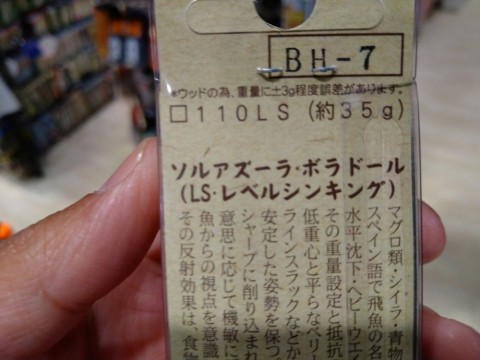 BH-7
*ウッドの為、重量に±3g程度誤差があります。
□110LS (約35g)
ソルアズーラ・ボラドール
(LS・レベルシンキング)
マグロ類・シイラ・青物
スペイン語で飛魚の名
水平沈下・ヘビーウエ
その重量設定と抵抗
低重心と平らなベリ
ラインスラックなどか
安定した姿勢を保つ。
シャープに削り込まれ
意思に応じて機敏に
魚からの視点を意識
その反射効果は、食物